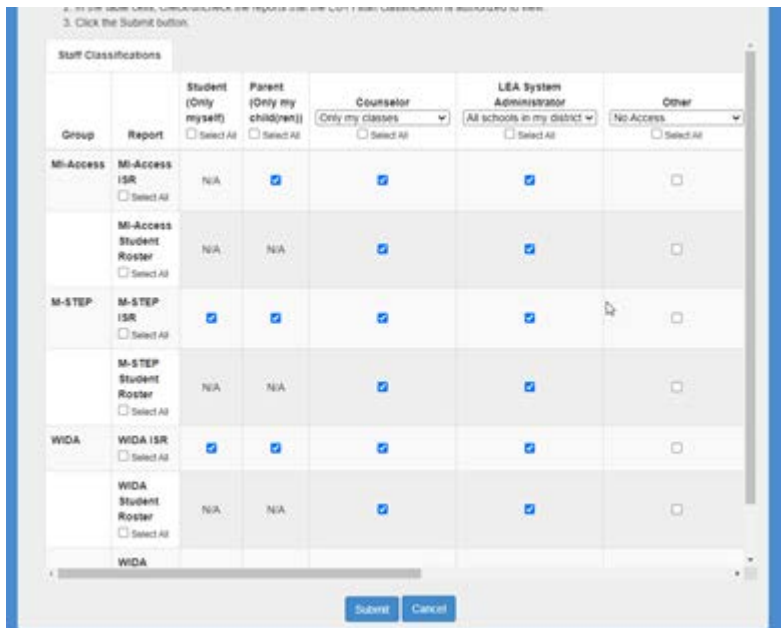 3. Click the Submit button.
Staff Classifications
Group
Report
Student
(Only
myself)
Select All
Parent
(Only my
child(ren))
Select All
Counselor
Only my classes
Select All
LEA System
Administrator
All schools in my district
Select All
Other
No Access
Select All
MI-Access
MI-Access
ISR
Select All
N/A
MI-Access
Student
Roster
Select All
N/A
N/A
M-STEP
M-STEP
ISR
Select All
M-STEP
Student
Roster
Select All
N/A
N/A
WIDA
WIDA ISR
Select All
WIDA
Student
Roster
Select All
N/A
N/A
WIDA
Submit
Cancel